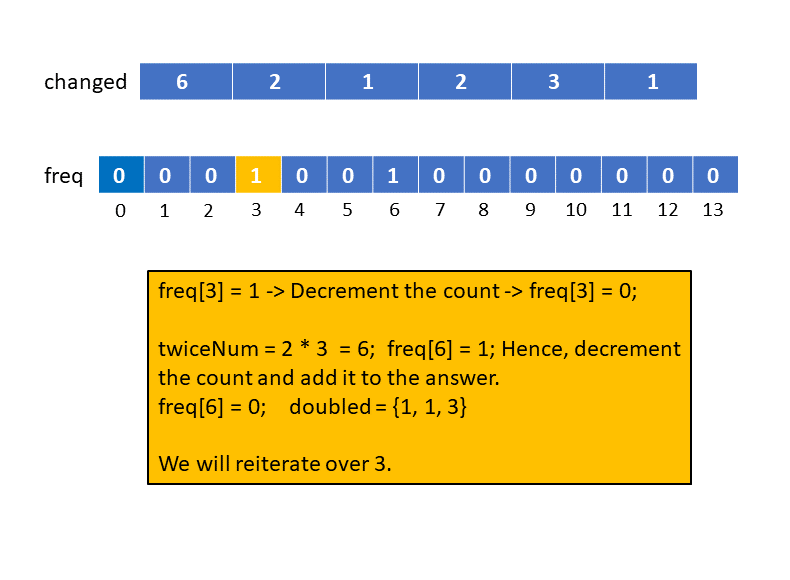 changed 6 2 1 2 3 1
freq 0 0 0 1 0 0 1 0 0 0 0 0 0 0
0 1 2 3 4 5 6 7 8 9 10 11 12 13
freq[3] = 1 -> Decrement the count -> freq[3] = 0;
twiceNum = 2 * 3 = 6; freq[6] = 1; Hence, decrement
the count and add it to the answer.
freq[6] = 0; doubled = {1, 1, 3}
We will reiterate over 3.